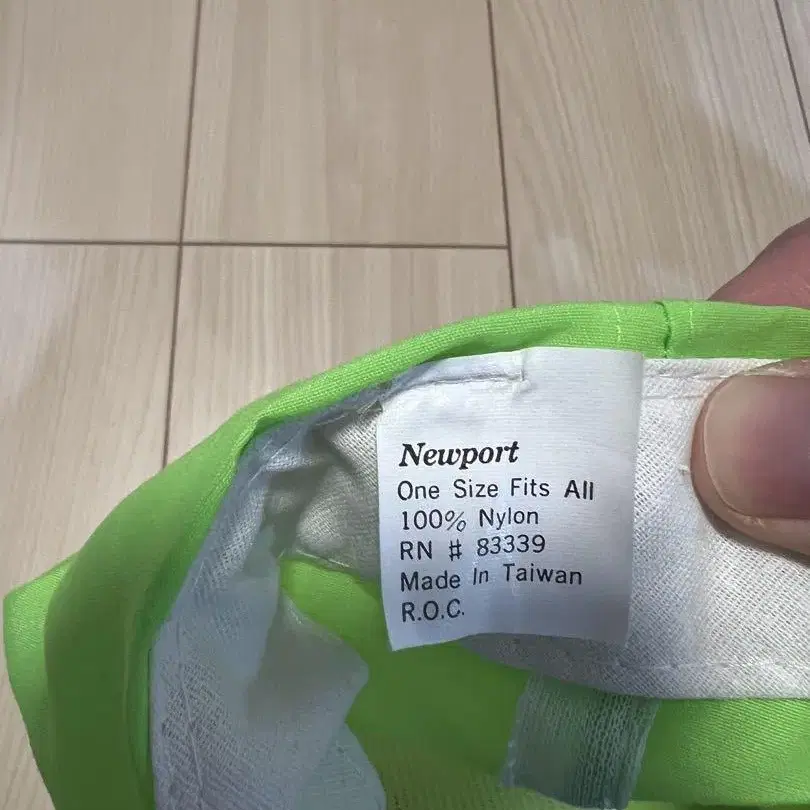 Newport
One Size Fits All
100% Nylon
RN # 83339
Made In Taiwan
R.O.C.